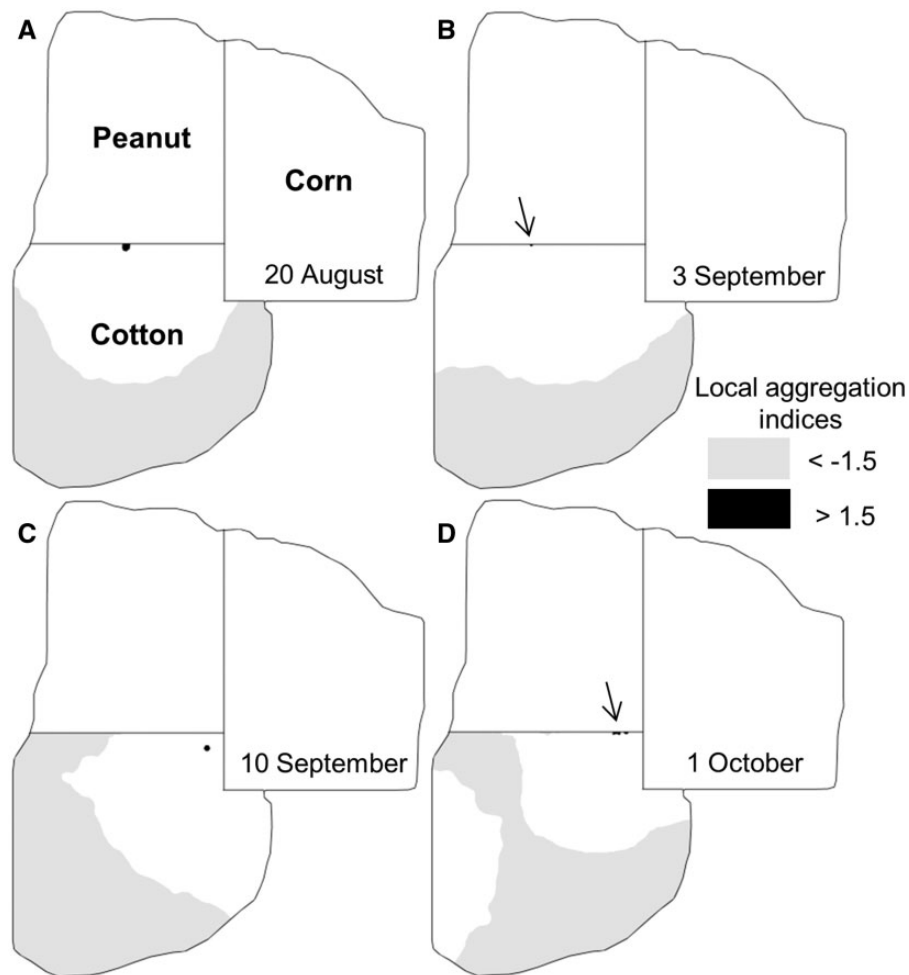 A
Peanut
Corn
20 August
Cotton
B
3 September
Local aggregation
indices
< -1.5
> 1.5
C
10 September
D
1 October